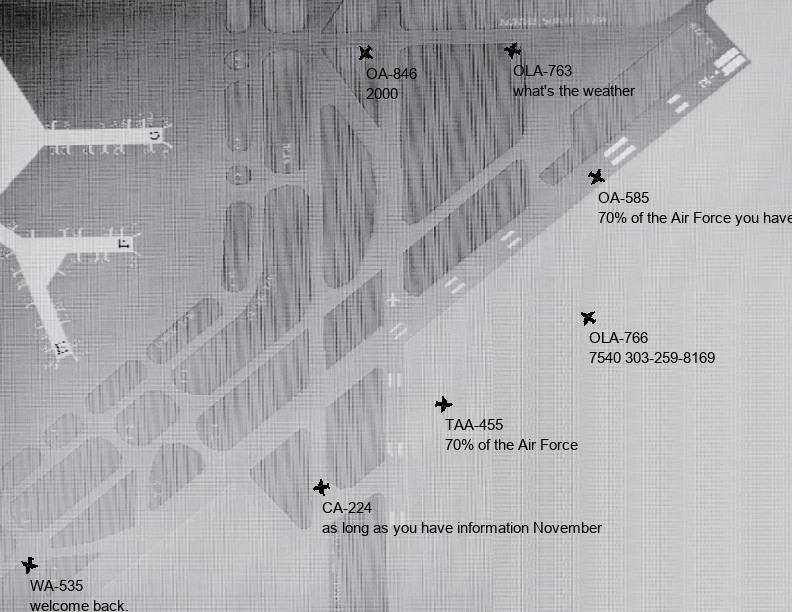 OA-846
2000
OLA-763
what's the weather
OA-585
70% of the Air Force you have
OLA-766
7540 303-259-8169
TAA-455
70% of the Air Force
CA-224
as long as you have information November
WA-535
welcome back.